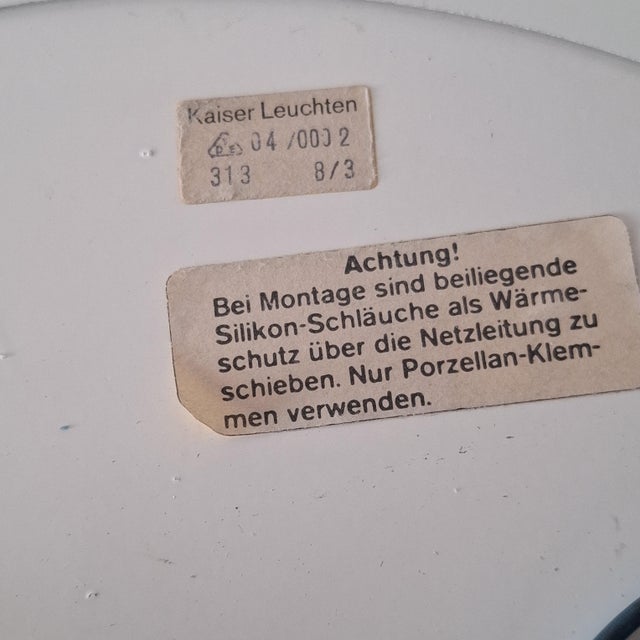 Kaiser Leuchten
04 /0002
313 8/3
Achtung!
Bei Montage sind beiliegende
Silikon-Schläuche als Wärme-
schutz über die Netzleitung zu
schieben. Nur Porzellan-Klem-
men verwenden.